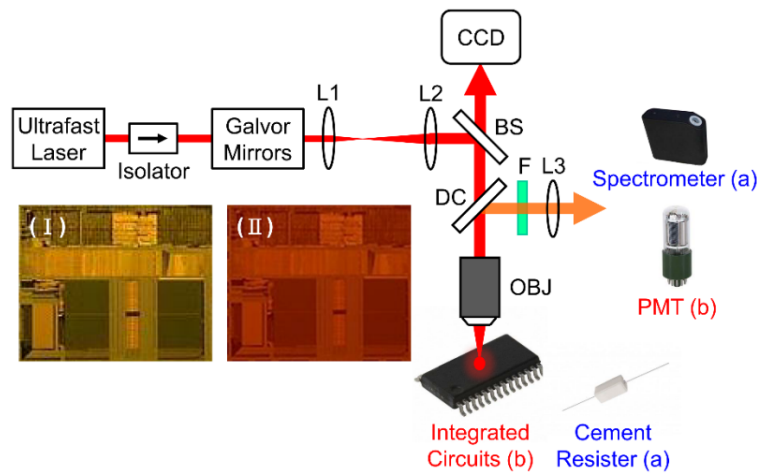 CCD
L1
L2
BS
Ultrafast
Laser
Isolator
Galvor
Mirrors
F
L3
DC
Spectrometer (a)
(I)
(II)
OBJ
PMT (b)
Integrated
Circuits (b)
Cement
Resister (a)